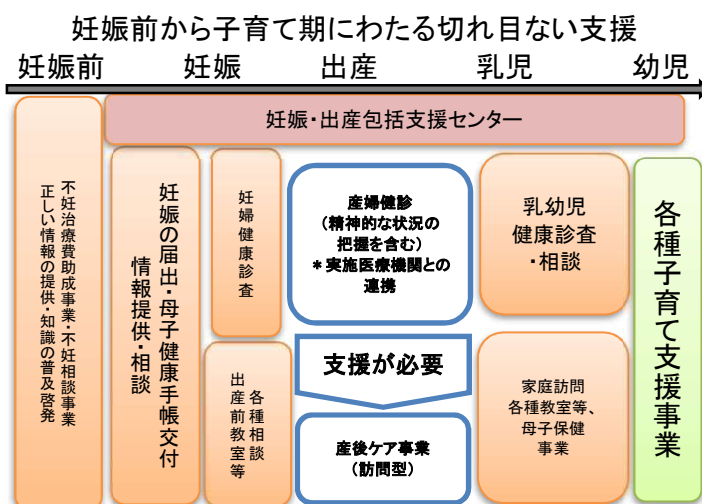 妊娠前から子育て期にわたる切れ目ない支援
妊娠前
妊娠
出産
乳児
幼児
妊娠・出産包括支援センター
不妊治療費助成事業・不妊相談事業
正しい情報の提供・知識の普及啓発
妊娠の届出・母子健康手帳交付
情報提供・相談
妊婦健康診査
各種相談
出産前教室等
産婦健診
(精神的な状況の
把握を含む)
*実施医療機関との
連携
支援が必要
産後ケア事業
(訪問型)
乳幼児
健康診査
・相談
家庭訪問
各種教室等、
母子保健
事業
各種子育て支援事業